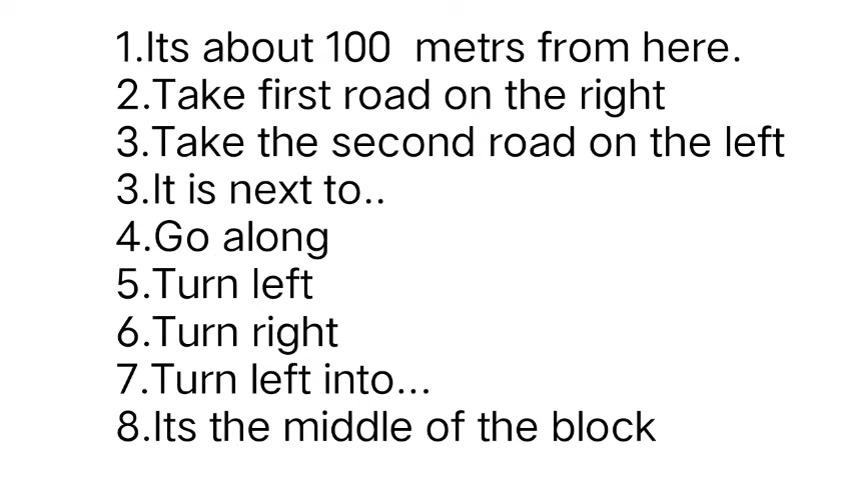 1.Its about 100  metrs from here.
2.Take first road on the right
3.Take the second road on the left
3.It is next to..
4.Go along
5.Turn left
6.Turn right
7.Turn left into...
8.Its the middle of the block